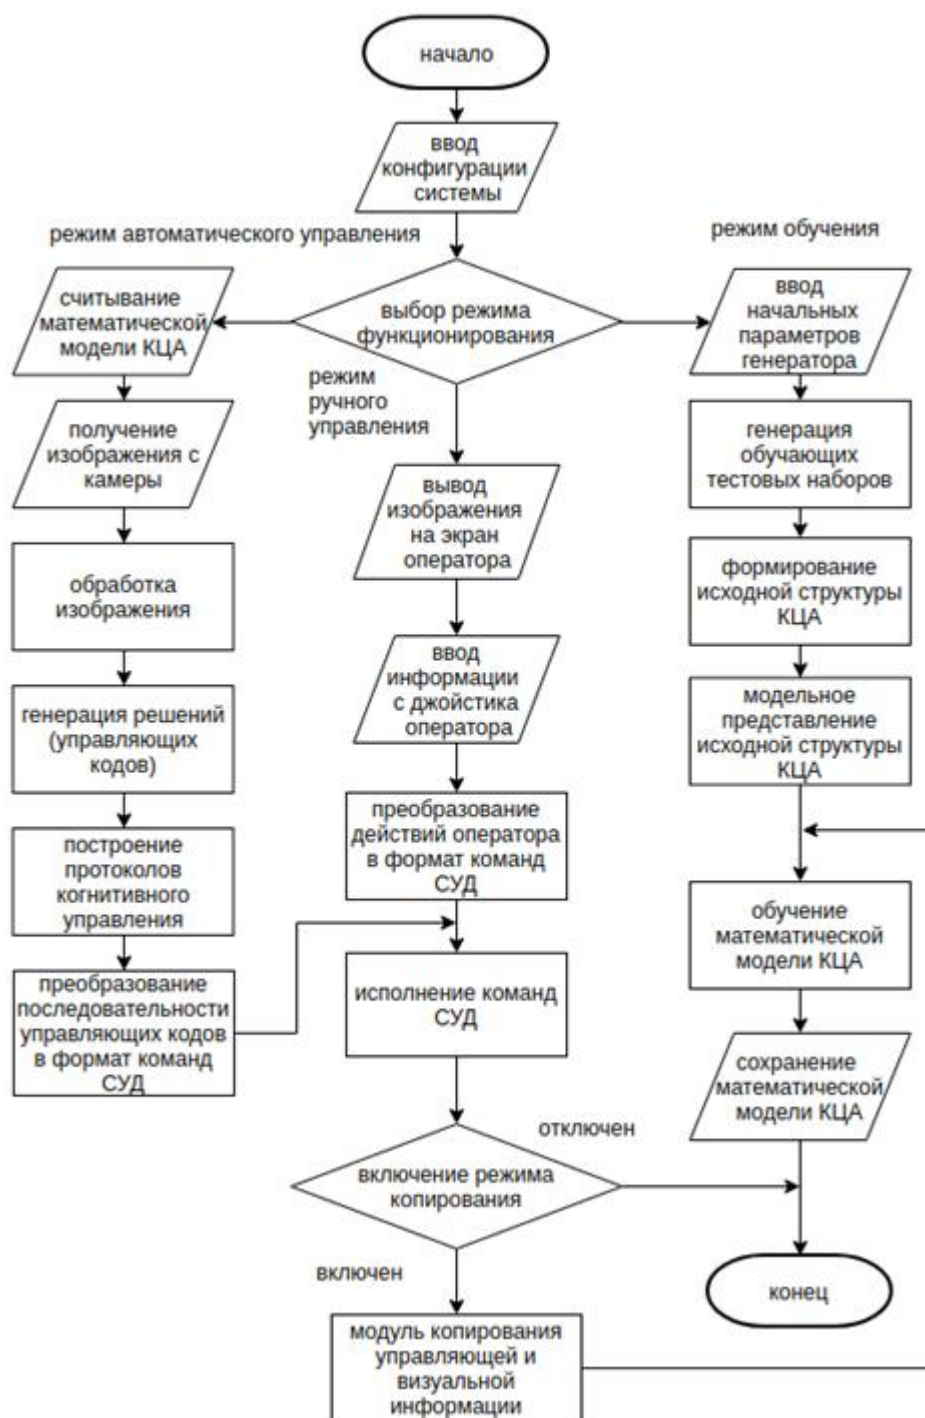 начало
ввод
конфигурации
системы
режим автоматического управления
режим обучения
считывание
математической
модели КЦА
выбор режима
функционирования
ввод
начальных
параметров
генератора
режим
ручного
управления
получение
изображения с
камеры
вывод
изображения
на экран
оператора
генерация
обучающих
тестовых наборов
обработка
изображения
формирование
исходной структуры
КЦА
ввод
информации
с джойстика
оператора
генерация решений
(управляющих
кодов)
модельное
представление
исходной структуры
КЦА
преобразование
действий оператора
в формат команд
СУД
построение
протоколов
когнитивного
управления
обучение
математической
модели КЦА
преобразование
последовательности
управляющих кодов
в формат команд
СУД
исполнение команд
СУД
сохранение
математической
модели КЦА
отключен
включение режима
копирования
включен
конец
модуль копирования
управляющей и
визуальной
информации